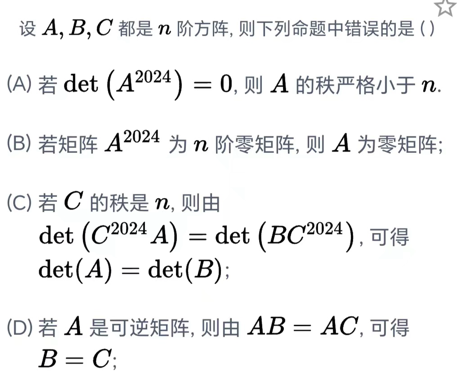 设 A, B, C 都是 n 阶方阵, 则下列命题中错误的是 ( )
(A) 若 det (A^{2024}) = 0, 则 A 的秩严格小于 n.
(B) 若矩阵 A^{2024} 为 n 阶零矩阵, 则 A 为零矩阵;
(C) 若 C 的秩是 n, 则由
det (C^{2024} A) = det (BC^{2024}), 可得
det(A) = det(B);
(D) 若 A 是可逆矩阵, 则由 AB = AC, 可得
B = C;